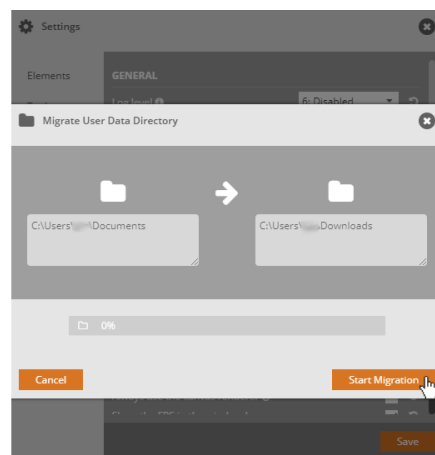 Settings
Elements
GENERAL
Log level
6: Disabled
Migrate User Data Directory
C:\Users\ \Documents
C:\Users\ Downloads
0%
Cancel
Start Migration
Save